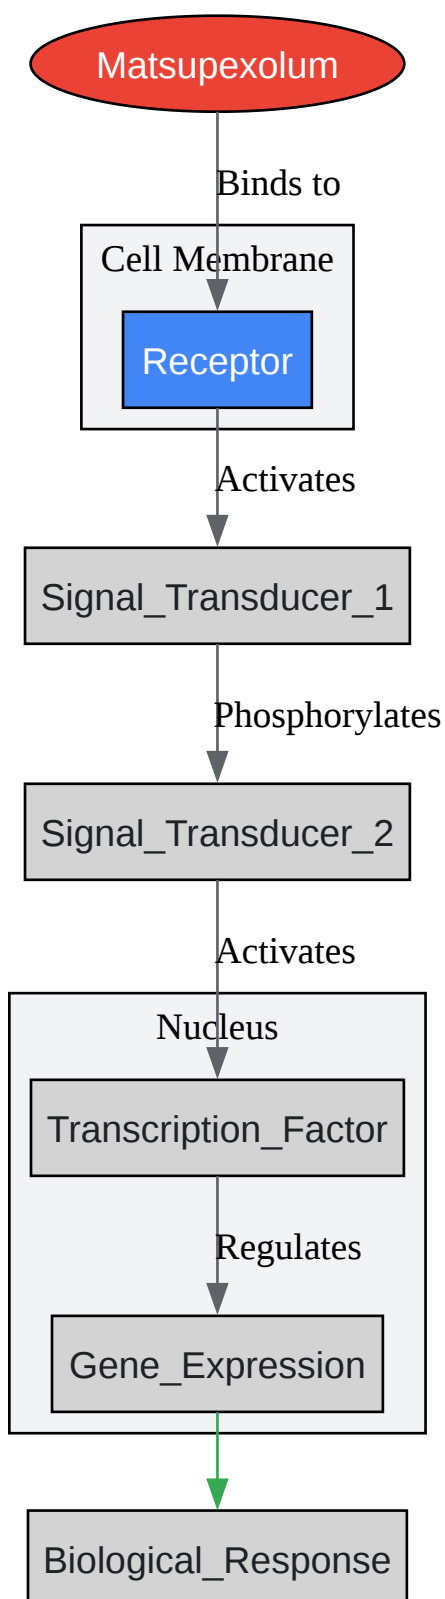 Matsupexolum
Binds to
Cell Membrane
Receptor
Activates
Signal_Transducer_1
Phosphorylates
Signal_Transducer_2
Activates
Nucleus
Transcription_Factor
Regulates
Gene_Expression
Biological_Response